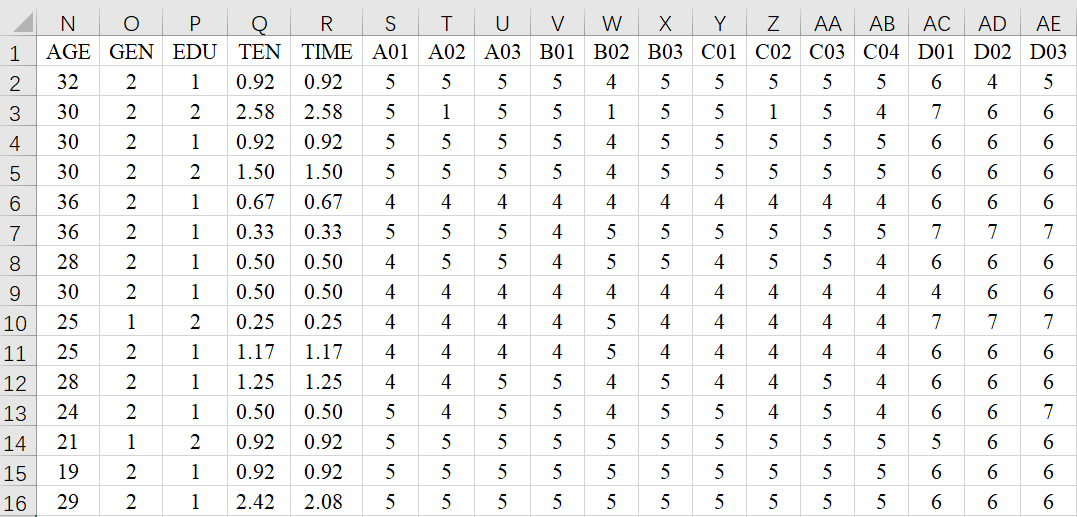 N O P Q R S T U V W X Y Z AA AB AC AD AE
1 AGE GEN EDU TEN TIME A01 A02 A03 B01 B02 B03 C01 C02 C03 C04 D01 D02 D03
2 32 2 1 0.92 0.92 5 5 5 5 4 5 5 5 5 5 6 4 5
3 30 2 2 2.58 2.58 5 1 5 5 1 5 5 1 5 4 7 6 6
4 30 2 1 0.92 0.92 5 5 5 5 4 5 5 5 5 5 6 6 6
5 30 2 2 1.50 1.50 5 5 5 5 4 5 5 5 5 5 6 6 6
6 36 2 1 0.67 0.67 4 4 4 4 4 4 4 4 4 4 6 6 6
7 36 2 1 0.33 0.33 5 5 5 4 5 5 5 5 5 5 7 7 7
8 28 2 1 0.50 0.50 4 5 5 4 5 5 4 5 5 4 6 6 6
9 30 2 1 0.50 0.50 4 4 4 4 4 4 4 4 4 4 4 6 6
10 25 1 2 0.25 0.25 4 4 4 4 5 4 4 4 4 4 7 7 7
11 25 2 1 1.17 1.17 4 4 4 4 5 4 4 4 4 4 6 6 6
12 28 2 1 1.25 1.25 4 4 5 5 4 5 4 4 5 4 6 6 6
13 24 2 1 0.50 0.50 5 4 5 5 4 5 5 4 5 4 6 6 7
14 21 1 2 0.92 0.92 5 5 5 5 5 5 5 5 5 5 5 6 6
15 19 2 1 0.92 0.92 5 5 5 5 5 5 5 5 5 5 6 6 6
16 29 2 1 2.42 2.08 5 5 5 5 5 5 5 5 5 5 6 6 6